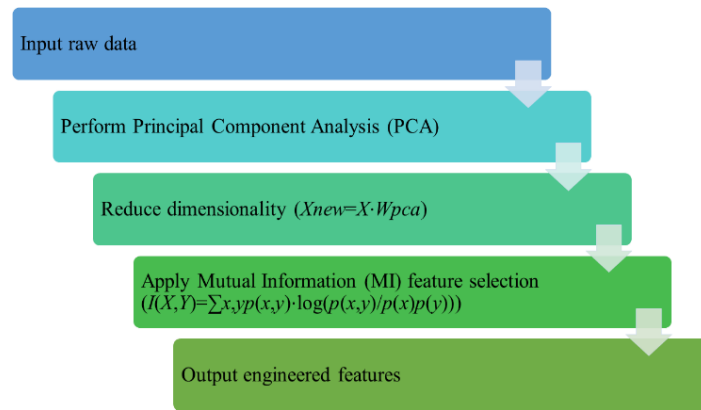 Input raw data
Perform Principal Component Analysis (PCA)
Reduce dimensionality (Xnew=X·Wpca)
Apply Mutual Information (MI) feature selection
(I(X,Y)=∑x,yp(x,y)·log(p(x,y)/p(x)p(y)))
Output engineered features